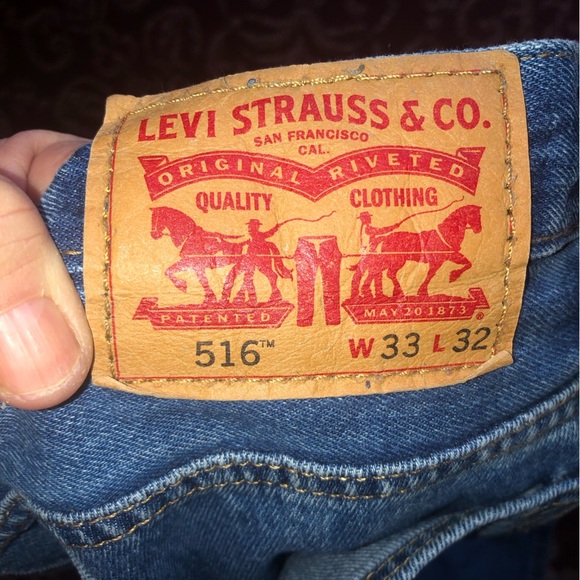 LEVI STRAUSS & CO.
SAN FRANCISCO
CAL.
ORIGINAL RIVETED
QUALITY CLOTHING
PATENTED MAY 20 1873 ®
516™ W 33 L 32